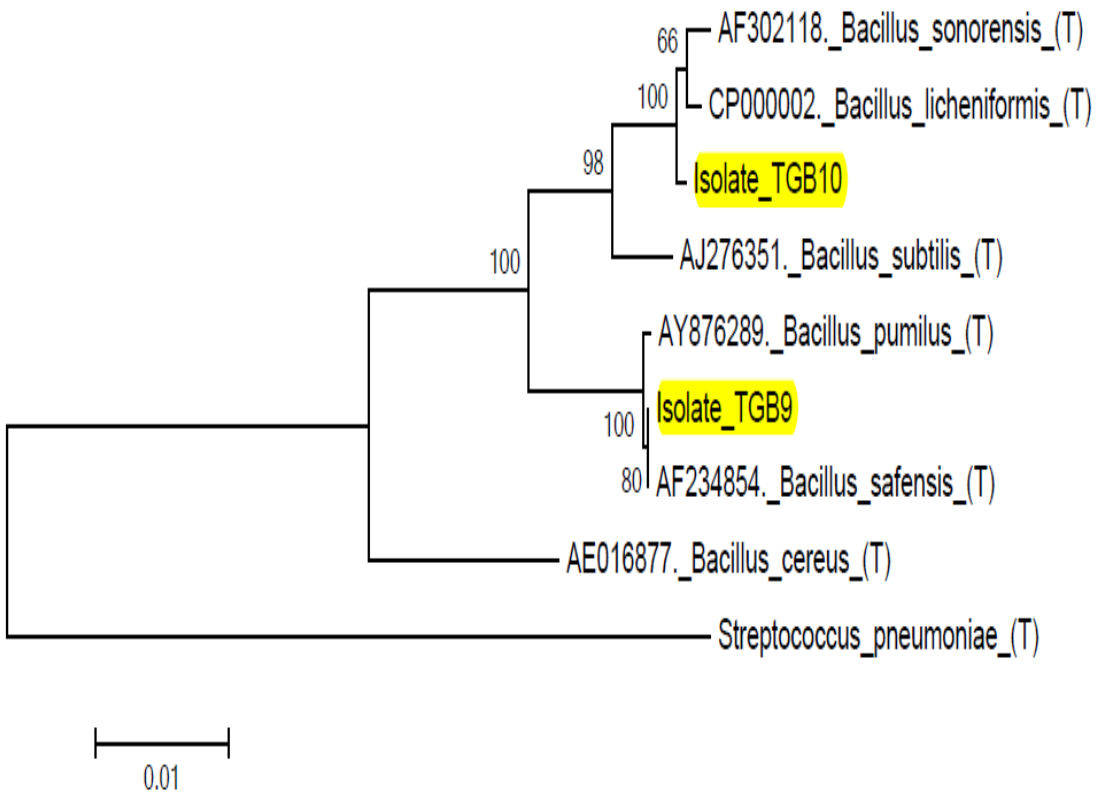 66
AF302118._Bacillus_sonorensis_(T)
100
CP000002._Bacillus_licheniformis_(T)
98
Isolate_TGB10
100
AJ276351._Bacillus_subtilis_(T)
AY876289._Bacillus_pumilus_(T)
100
Isolate_TGB9
80
AF234854._Bacillus_safensis_(T)
AE016877._Bacillus_cereus_(T)
Streptococcus_pneumoniae_(T)
0.01